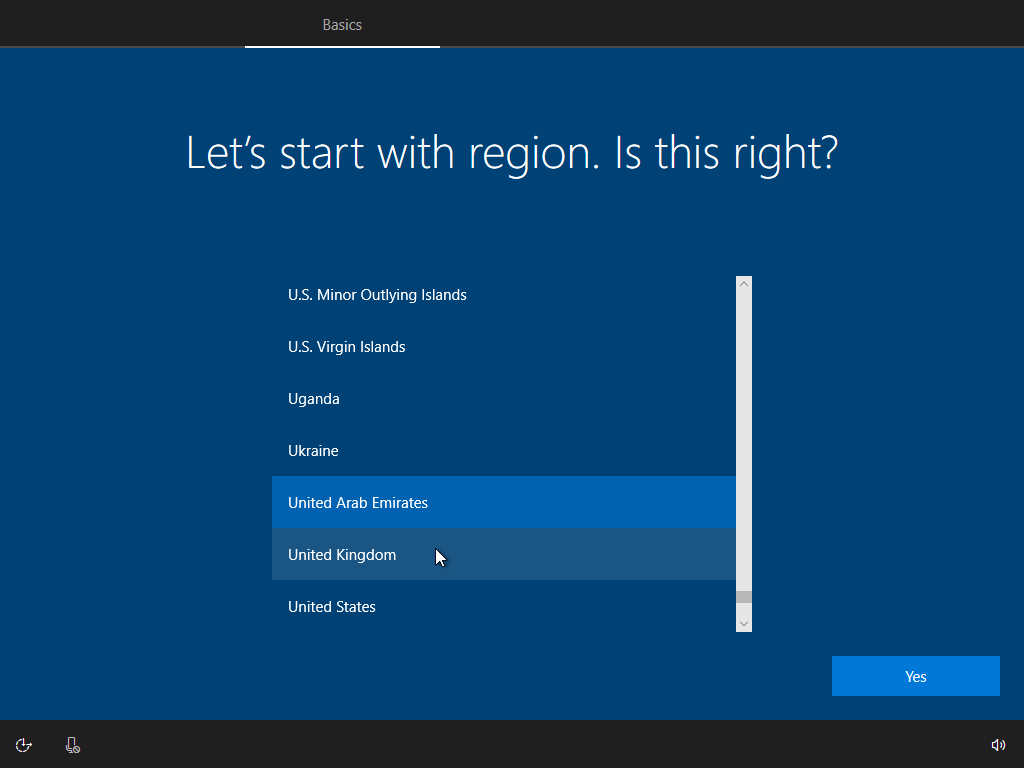 Basics
Let’s start with region. Is this right?
U.S. Minor Outlying Islands
U.S. Virgin Islands
Uganda
Ukraine
United Arab Emirates
United Kingdom
United States
Yes